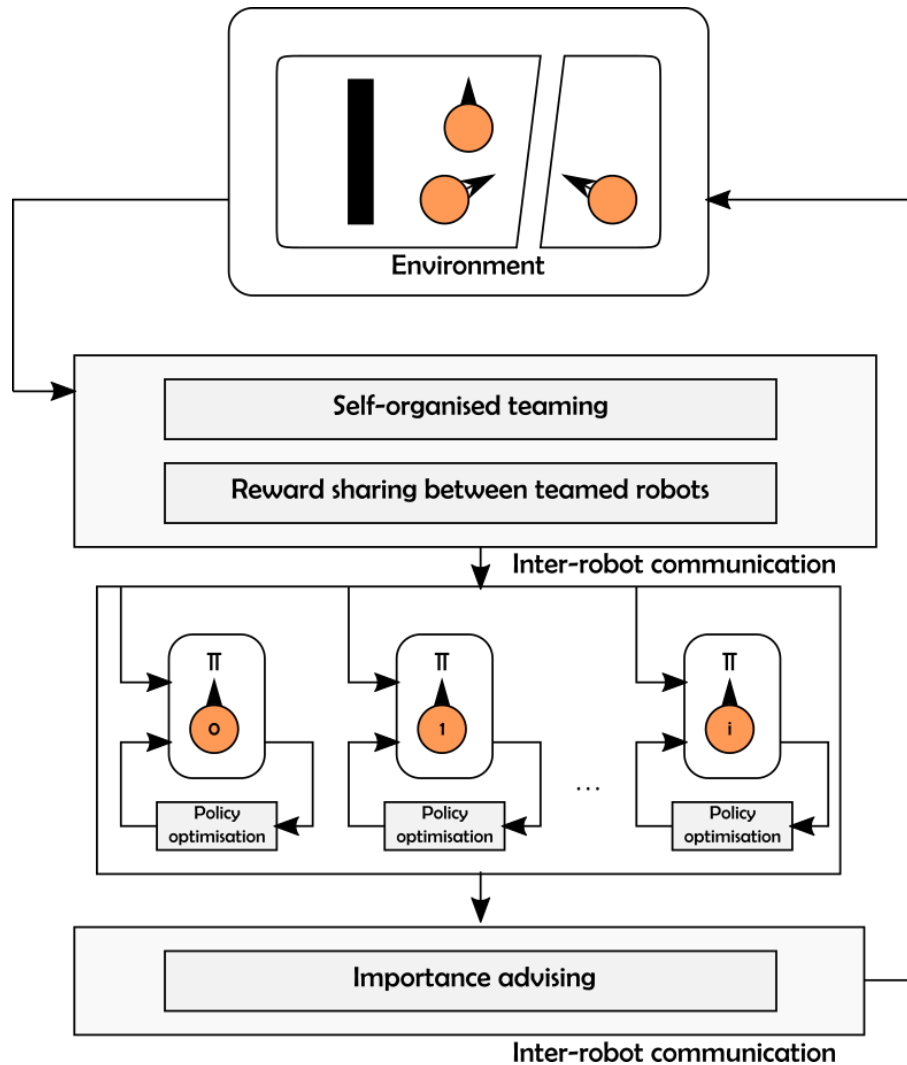 Environment
Self-organised teaming
Reward sharing between teamed robots
Inter-robot communication
π π π
0 1 i
...
Policy
optimisation
Policy
optimisation
Policy
optimisation
Importance advising
Inter-robot communication